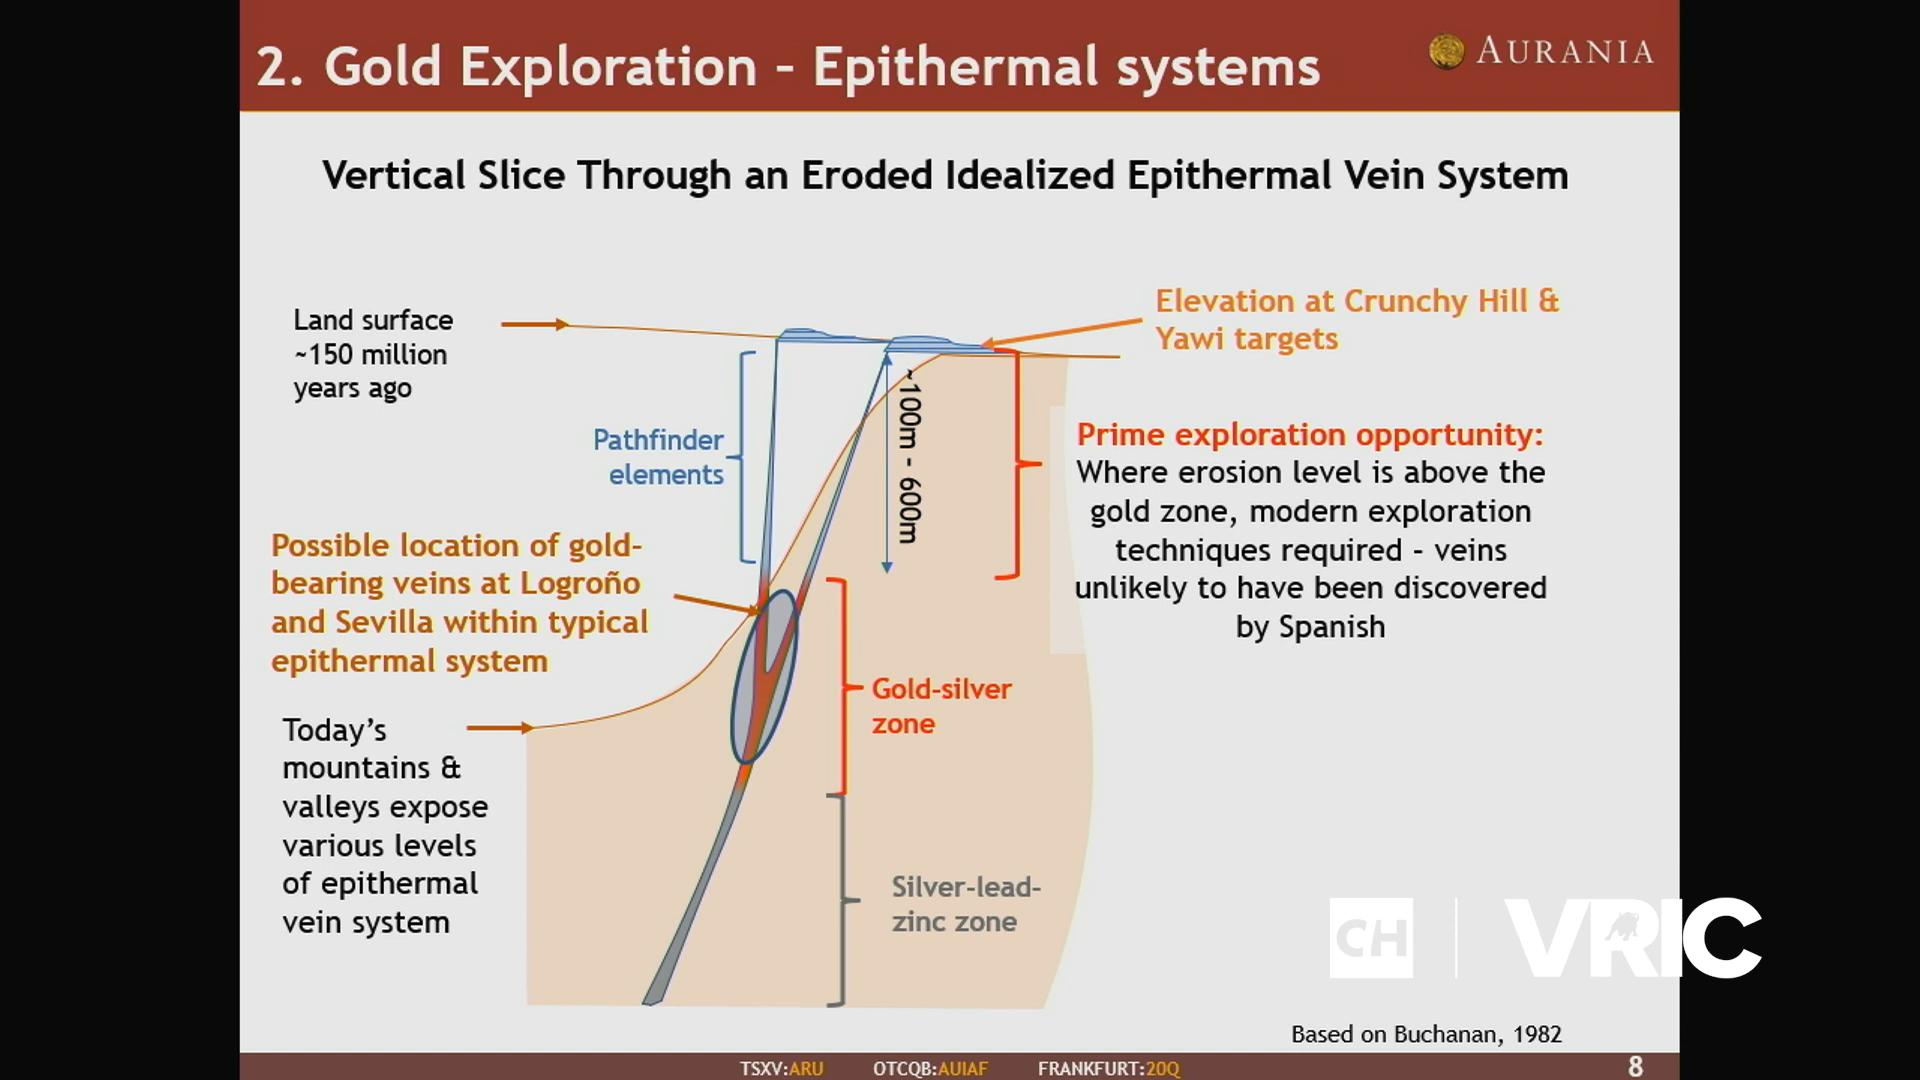 2. Gold Exploration - Epithermal systems
AURANIA
Vertical Slice Through an Eroded Idealized Epithermal Vein System
Land surface
~150 million
years ago
Elevation at Crunchy Hill &
Yawi targets
Pathfinder
elements
~100m - 600m
Prime exploration opportunity:
Where erosion level is above the
gold zone, modern exploration
techniques required - veins
unlikely to have been discovered
by Spanish
Possible location of gold-
bearing veins at Logroño
and Sevilla within typical
epithermal system
Gold-silver
zone
Today's
mountains &
valleys expose
various levels
of epithermal
vein system
Silver-lead-
zinc zone
CH
VRIC
Based on Buchanan, 1982
TSXV:ARU OTCQB:AUIAF FRANKFURT:20Q
8